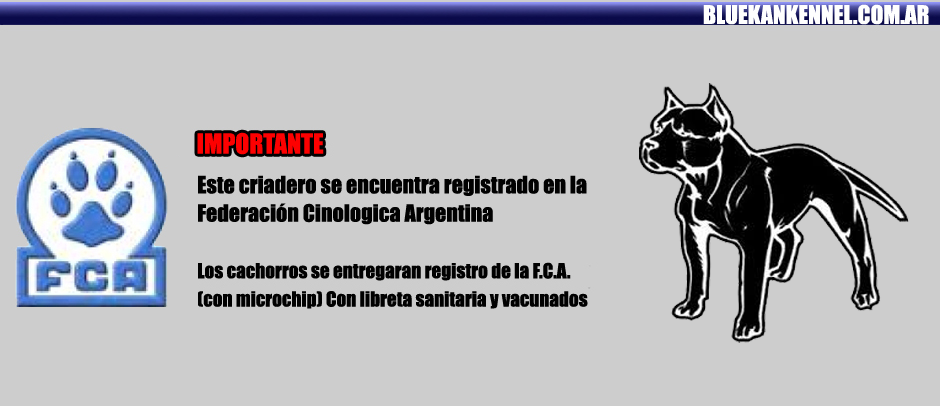 BLUEKANKENNEL.COM.AR
IMPORTANTE
Este criadero se encuentra registrado en la
Federación Cinologica Argentina
FCA
Los cachorros se entregaran registro de la F.C.A.
(con microchip) Con libreta sanitaria y vacunados